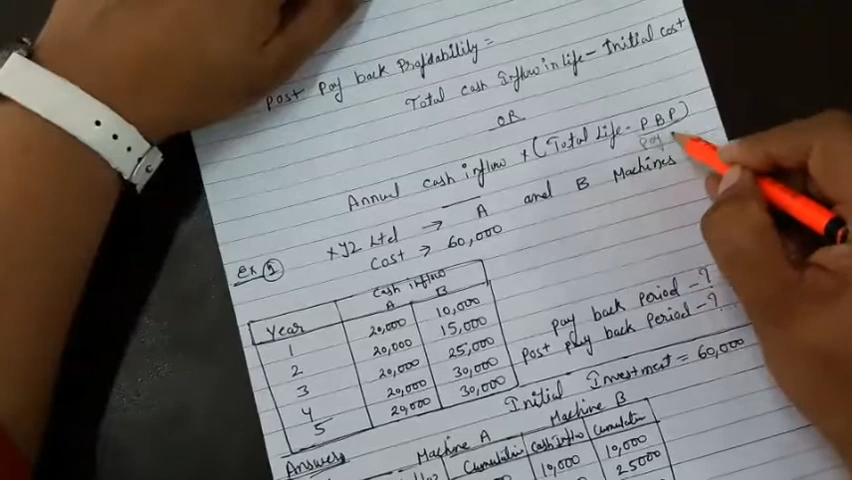 Post Pay back Profdability =
Total cash Inflow in life - Initial cost
OR
Annual cash inflow x (Total Life - PBP)
Pay
XYZ Ltd → A and B Machines
Cost → 60,000
Ex ①
Year Cash inflow
A B
1 20,000 10,000
2 20,000 15,000
3 20,000 25,000
4 20,000 30,000
5 20,000 30,000
Pay back Period - ?
Post Pay back Period - ?
Initial Investment = 60,000
Answer
Machine A Machine B
Cumulative cash inflow Cumulative
10,000 10,000
15,000 25000